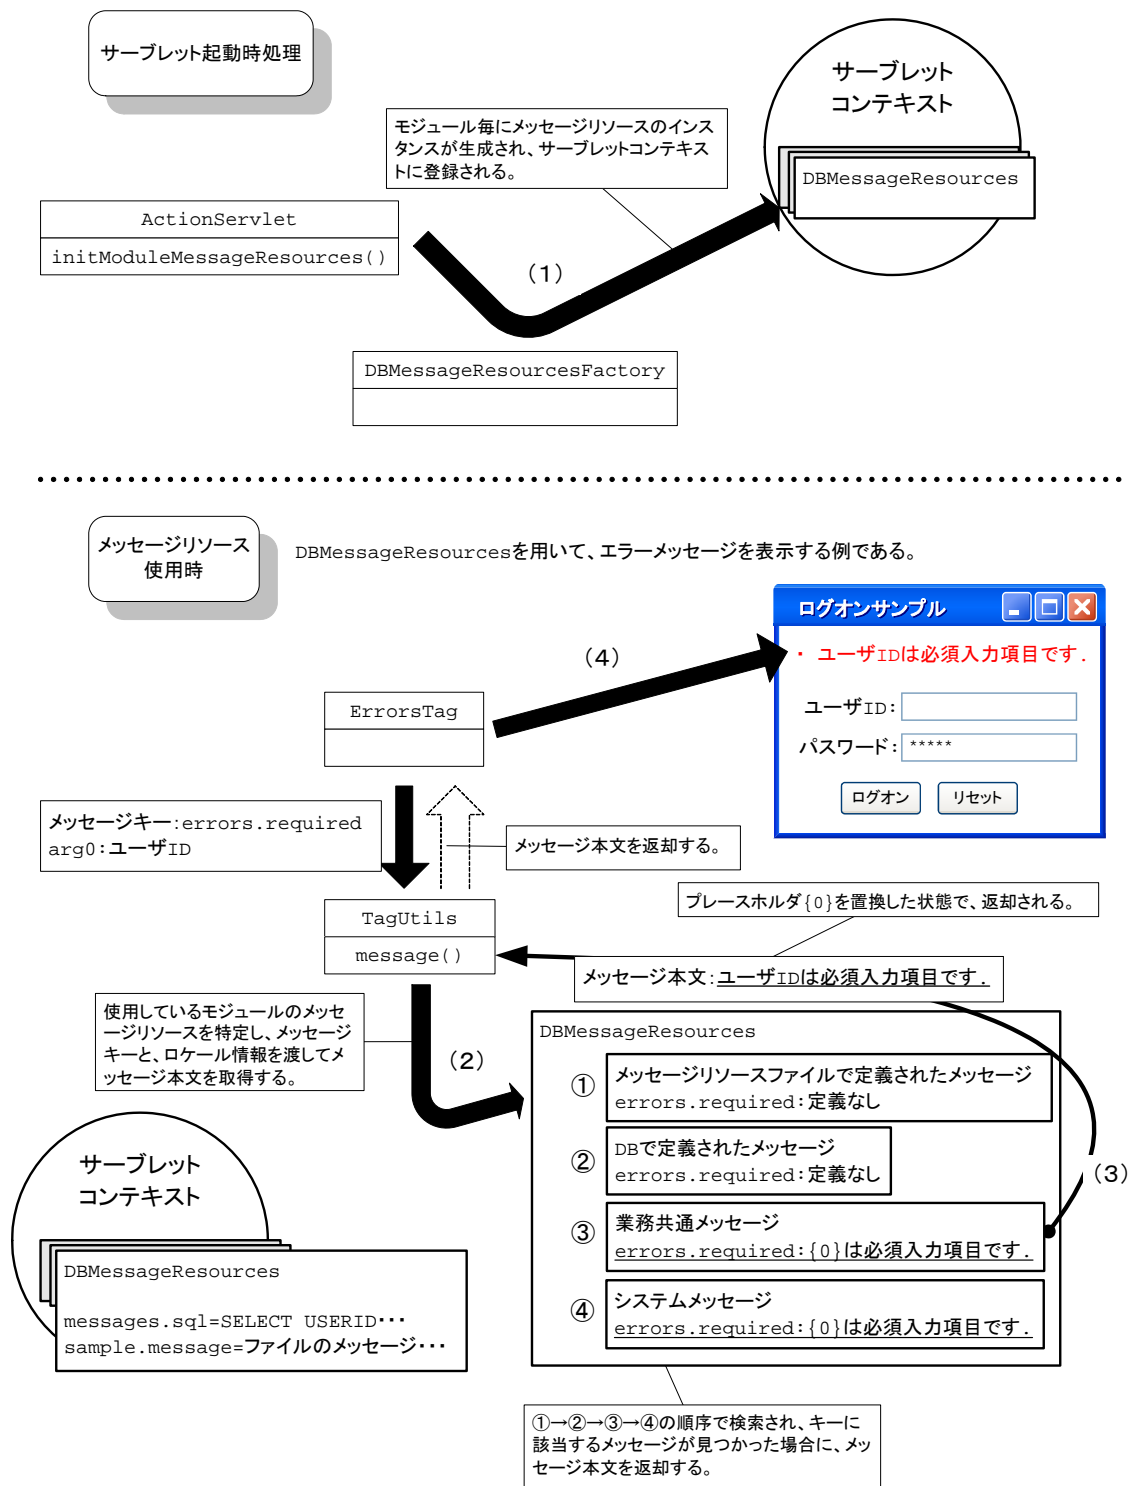 サーブレット起動時処理
サーブレット
コンテキスト
モジュール毎にメッセージリソースのインス
タンスが生成され、サーブレットコンテキス
トに登録される。
DBMessageResources
ActionServlet
initModuleMessageResources()
(1)
DBMessageResourcesFactory
メッセージリソース
使用時
DBMessageResourcesを用いて、エラーメッセージを表示する例である。
ログオンサンプル
・ ユーザIDは必須入力項目です.
(4)
ErrorsTag
ユーザID:
パスワード: *****
ログオン リセット
メッセージキー:errors.required
arg0:ユーザID
メッセージ本文を返却する。
プレースホルダ{0}を置換した状態で、返却される。
TagUtils
message()
メッセージ本文:ユーザIDは必須入力項目です.
使用しているモジュールのメッセ
ージリソースを特定し、メッセージ
キーと、ロケール情報を渡してメ
ッセージ本文を取得する。
(2)
DBMessageResources
① メッセージリソースファイルで定義されたメッセージ
errors.required:定義なし
② DBで定義されたメッセージ
errors.required:定義なし
(3)
③ 業務共通メッセージ
errors.required:{0}は必須入力項目です.
④ システムメッセージ
errors.required:{0}は必須入力項目です.
サーブレット
コンテキスト
DBMessageResources
messages.sql=SELECT USERID・・・
sample.message=ファイルのメッセージ・・・
①→②→③→④の順序で検索され、キーに
該当するメッセージが見つかった場合に、メッ
セージ本文を返却する。